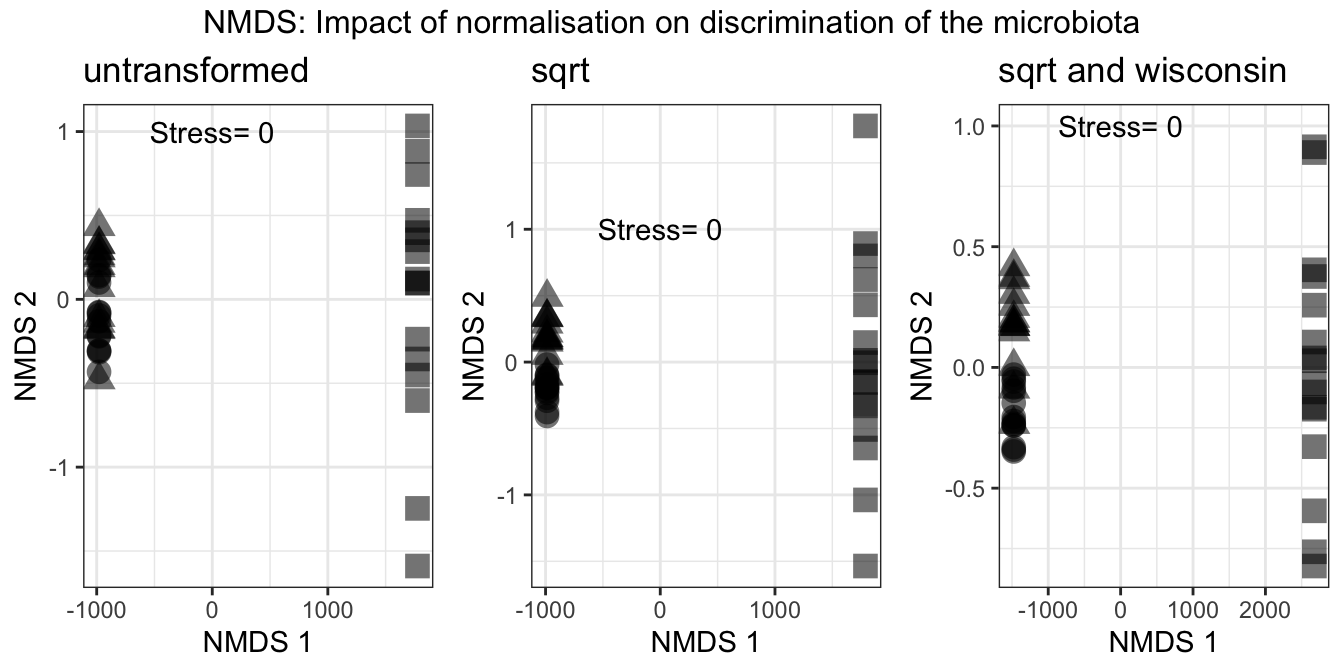 NMDS: Impact of normalisation on discrimination of the microbiota
untransformed
Stress= 0
1
0
-1
-1000 0 1000
NMDS 1
NMDS 2
sqrt
Stress= 0
1
0
-1
-1000 0 1000
NMDS 1
NMDS 2
sqrt and wisconsin
Stress= 0
1.0
0.5
0.0
-0.5
-1000 0 1000 2000
NMDS 1
NMDS 2